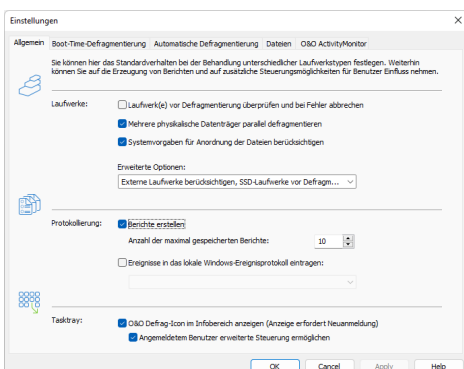 Einstellungen
Allgemein Boot-Time-Defragmentierung Automatische Defragmentierung Dateien O&O ActivityMonitor
Sie können hier das Standardverhalten bei der Behandlung unterschiedlicher Laufwerkstypen festlegen. Weiterhin
können Sie auf die Erzeugung von Berichten und auf zusätzliche Steuerungsmöglichkeiten für Benutzer Einfluss nehmen.
Laufwerke:
Laufwerk(e) vor Defragmentierung überprüfen und bei Fehler abbrechen
Mehrere physikalische Datenträger parallel defragmentieren
Systemvorgaben für Anordnung der Dateien berücksichtigen
Erweiterte Optionen:
Externe Laufwerke berücksichtigen, SSD-Laufwerke vor Defragm...
Protokollierung:
Berichte erstellen
Anzahl der maximal gespeicherten Berichte: 10
Ereignisse in das lokale Windows-Ereignisprotokoll eintragen:
Tasktray:
O&O Defrag-Icon im Infobereich anzeigen (Anzeige erfordert Neuanmeldung)
Angemeldetem Benutzer erweiterte Steuerung ermöglichen
OK Cancel Apply Help